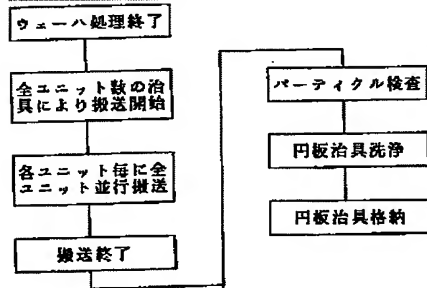 ウェーハ処理終了
全ユニット数の治
具により搬送開始
各ユニット毎に全
ユニット並行搬送
搬送終了
パーティクル検査
円板治具洗浄
円板治具格納